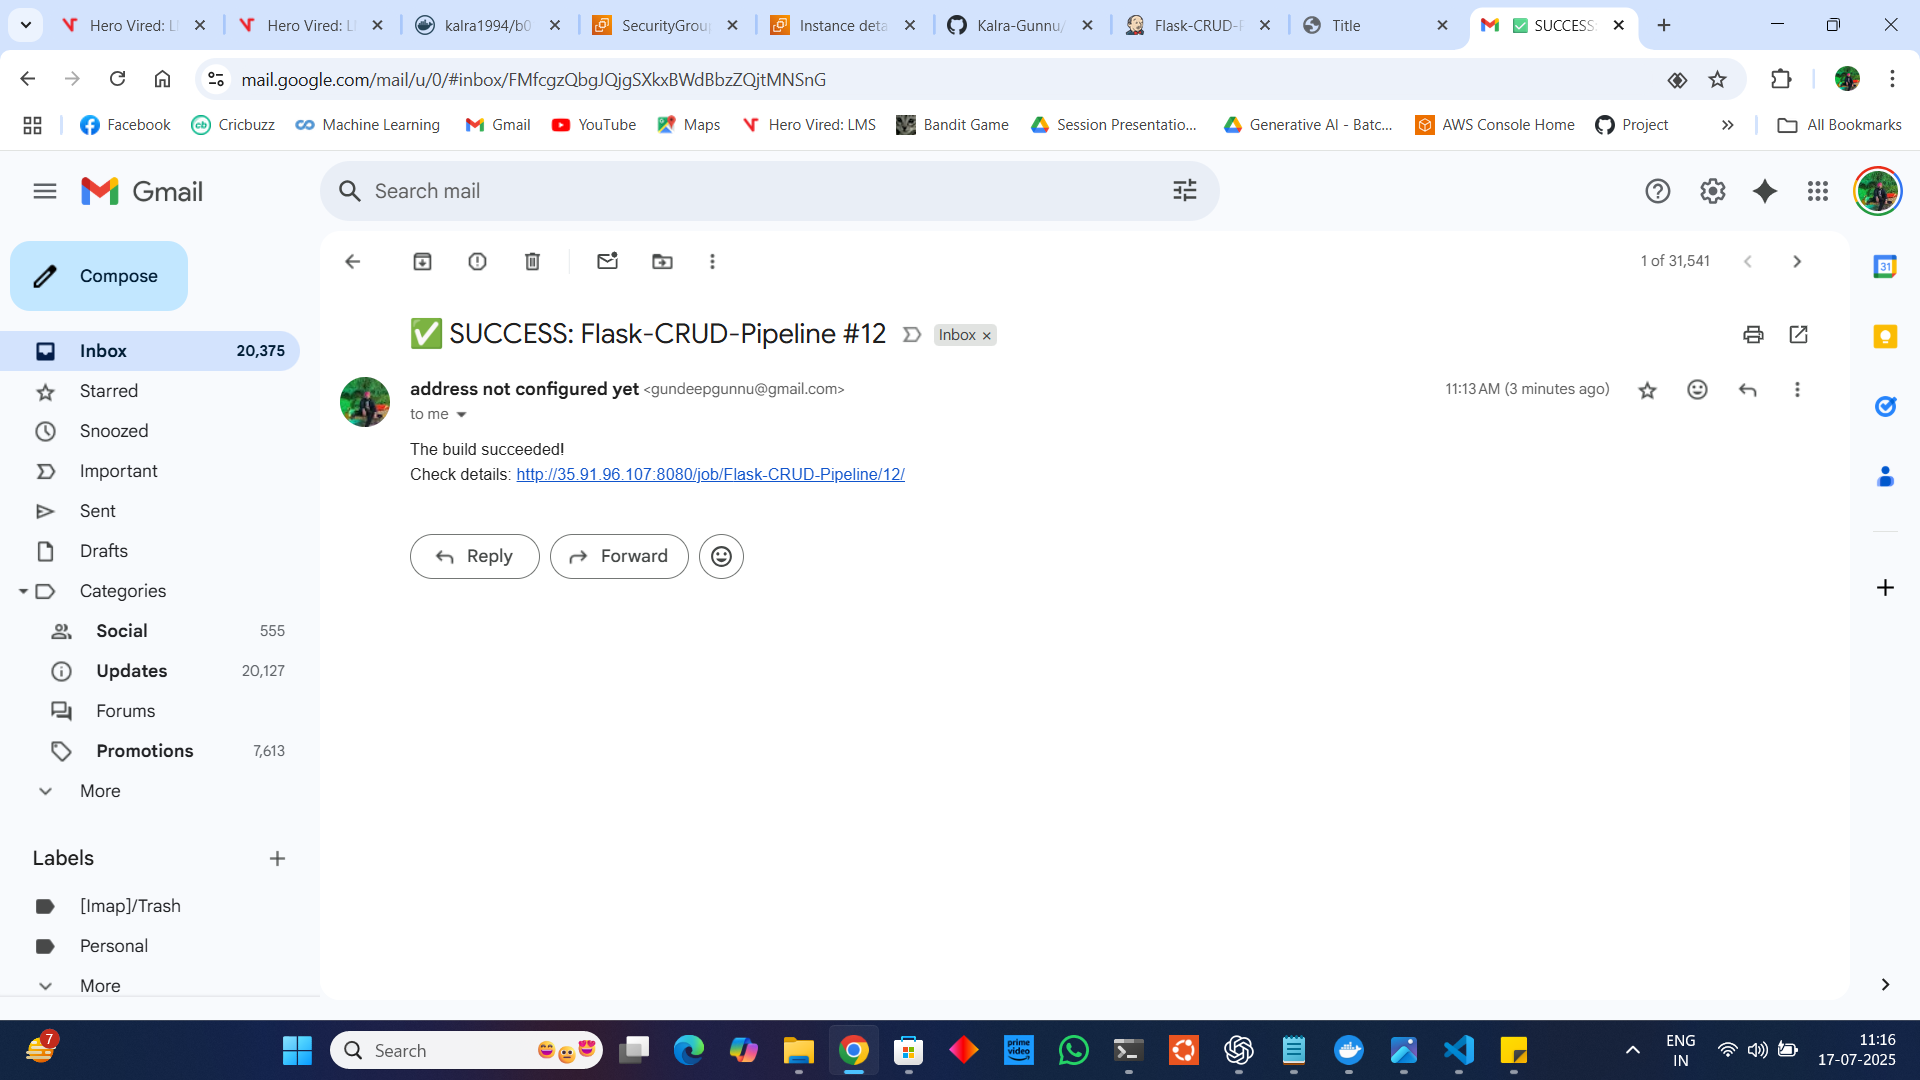 Hero Vired: L
Hero Vired: L
kalra1994/b0
SecurityGrou
Instance deta
Kalra-Gunnu/
Flask-CRUD-P
Title
✅ SUCCESS:
mail.google.com/mail/u/0/#inbox/FMfcgzQbgJQjgSXkxBWdBbzZQjtMNSnG
Facebook
Cricbuzz
Machine Learning
Gmail
YouTube
Maps
Hero Vired: LMS
Bandit Game
Session Presentatio...
Generative AI - Batc...
AWS Console Home
Project
All Bookmarks
Gmail
Search mail
Compose
1 of 31,541
✅ SUCCESS: Flask-CRUD-Pipeline #12
Inbox ×
Inbox 20,375
Starred
Snoozed
Important
Sent
Drafts
Categories
Social 555
Updates 20,127
Forums
Promotions 7,613
More
Labels
[Imap]/Trash
Personal
More
address not configured yet <gundeepgunnu@gmail.com>
11:13 AM (3 minutes ago)
to me
The build succeeded!
Check details: http://35.91.96.107:8080/job/Flask-CRUD-Pipeline/12/
Reply
Forward
31
7
Search
prime video
ENG
IN
11:16
17-07-2025